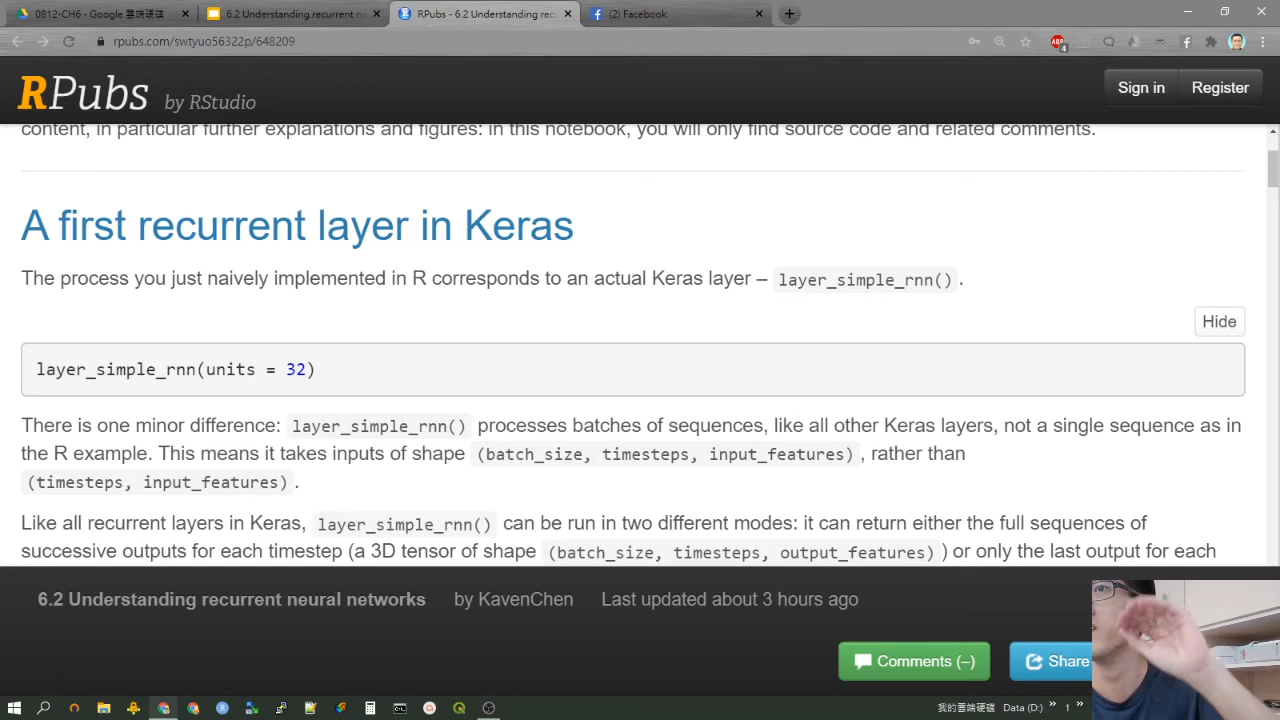 0812-CH6 - Google 雲端硬碟
6.2 Understanding recurrent n
RPubs - 6.2 Understanding rec
(2) Facebook
rpubs.com/swtyuo56322p/648209
4
RPubs by RStudio
Sign in
Register
content, in particular further explanations and figures: in this notebook, you will only find source code and related comments.
A first recurrent layer in Keras
The process you just naively implemented in R corresponds to an actual Keras layer – layer_simple_rnn() .
Hide
layer_simple_rnn(units = 32)
There is one minor difference: layer_simple_rnn() processes batches of sequences, like all other Keras layers, not a single sequence as in
the R example. This means it takes inputs of shape (batch_size, timesteps, input_features) , rather than
(timesteps, input_features) .
Like all recurrent layers in Keras, layer_simple_rnn() can be run in two different modes: it can return either the full sequences of
successive outputs for each timestep (a 3D tensor of shape (batch_size, timesteps, output_features) ) or only the last output for each
6.2 Understanding recurrent neural networks
by KavenChen
Last updated about 3 hours ago
Comments (–)
Share
我的雲端硬碟
Data (D:)
1